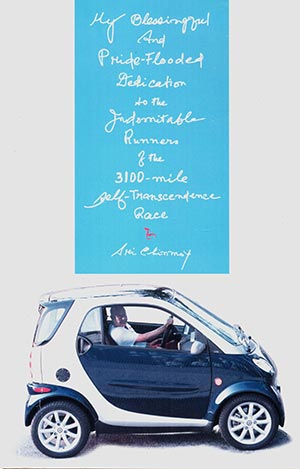 My Blessingful
And
Pride-Flooded
Dedication
to the
Indomitable
Runners
of the
3100-mile
Self-Transcendence
Race
Sri Chinmoy